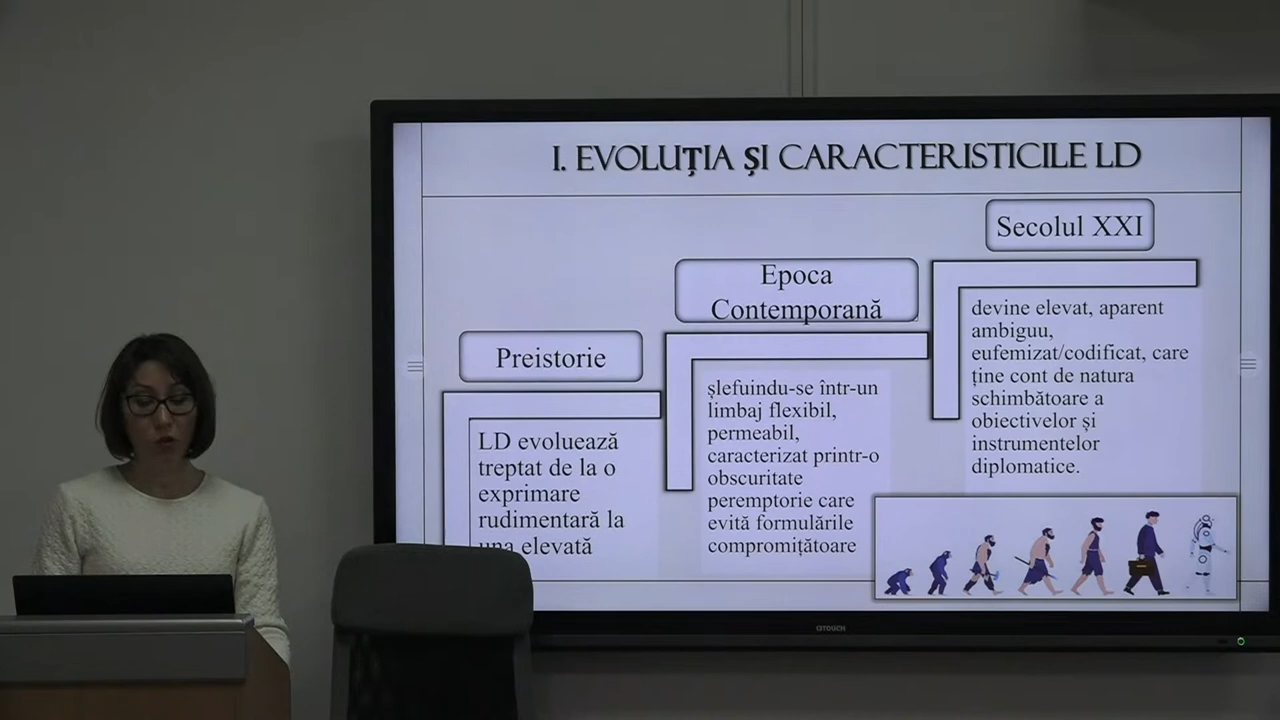 I. EVOLUȚIA ȘI CARACTERISTICILE LD
Preistorie
LD evoluează
treptat de la o
exprimare
rudimentară la
una elevată
Epoca
Contemporană
șlefuindu-se într-un
limbaj flexibil,
permeabil,
caracterizat printr-o
obscuritate
peremptorie care
evită formulările
compromițătoare
Secolul XXI
devine elevat, aparent
ambiguu,
eufemizat/codificat, care
ține cont de natura
schimbătoare a
obiectivelor și
instrumentelor
diplomatice.